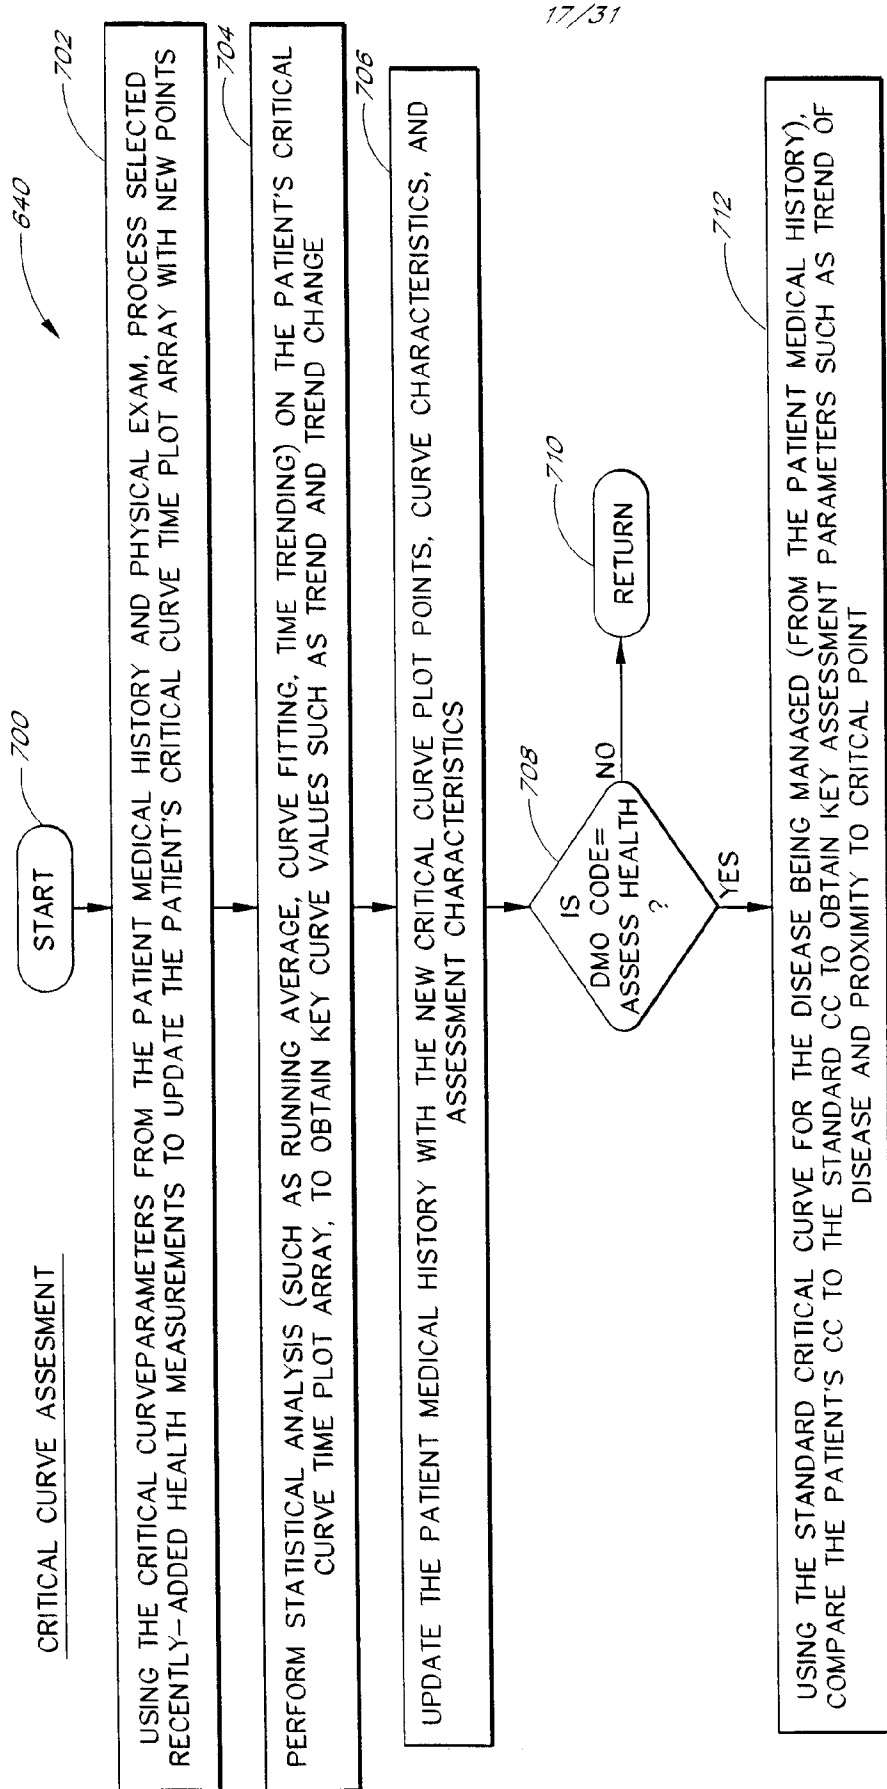 17/31
CRITICAL CURVE ASSESMENT
640
START
700
702
USING THE CRITICAL CURVEPARAMETERS FROM THE PATIENT MEDICAL HISTORY AND PHYSICAL EXAM, PROCESS SELECTED
RECENTLY-ADDED HEALTH MEASUREMENTS TO UPDATE THE PATIENT'S CRITICAL CURVE TIME PLOT ARRAY WITH NEW POINTS
704
PERFORM STATISTICAL ANALYSIS (SUCH AS RUNNING AVERAGE, CURVE FITTING, TIME TRENDING) ON THE PATIENT'S CRITICAL
CURVE TIME PLOT ARRAY, TO OBTAIN KEY CURVE VALUES SUCH AS TREND AND TREND CHANGE
706
UPDATE THE PATIENT MEDICAL HISTORY WITH THE NEW CRITICAL CURVE PLOT POINTS, CURVE CHARACTERISTICS, AND
ASSESSMENT CHARACTERISTICS
708
IS
DMO CODE=
ASSESS HEALTH
?
NO
710
RETURN
YES
712
USING THE STANDARD CRITICAL CURVE FOR THE DISEASE BEING MANAGED (FROM THE PATIENT MEDICAL HISTORY),
COMPARE THE PATIENT'S CC TO THE STANDARD CC TO OBTAIN KEY ASSESSMENT PARAMETERS SUCH AS TREND OF
DISEASE AND PROXIMITY TO CRITCAL POINT